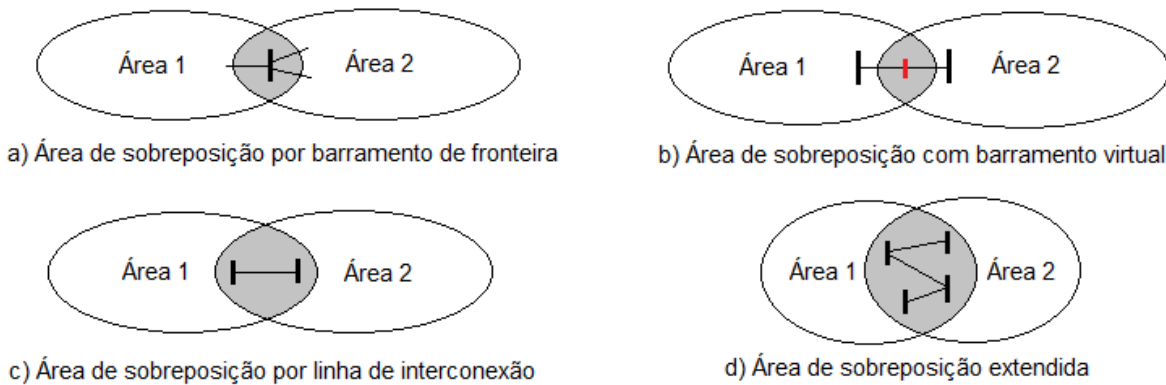 Área 1
Área 2
a) Área de sobreposição por barramento de fronteira
Área 1
Área 2
b) Área de sobreposição com barramento virtual
Área 1
Área 2
c) Área de sobreposição por linha de interconexão
Área 1
Área 2
d) Área de sobreposição extendida